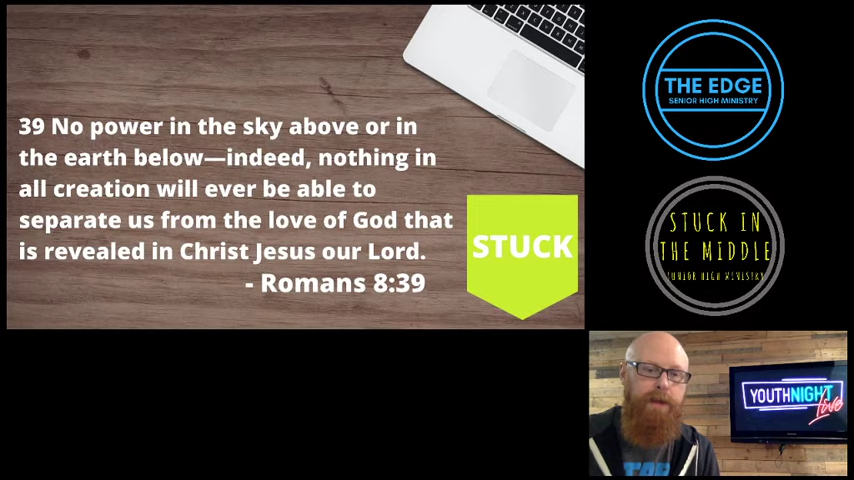 39 No power in the sky above or in
the earth below—indeed, nothing in
all creation will ever be able to
separate us from the love of God that
is revealed in Christ Jesus our Lord.
- Romans 8:39
STUCK
THE EDGE
SENIOR HIGH MINISTRY
STUCK IN
THE MIDDLE
JUNIOR HIGH MINISTRY
YOUTHNIGHT
Live